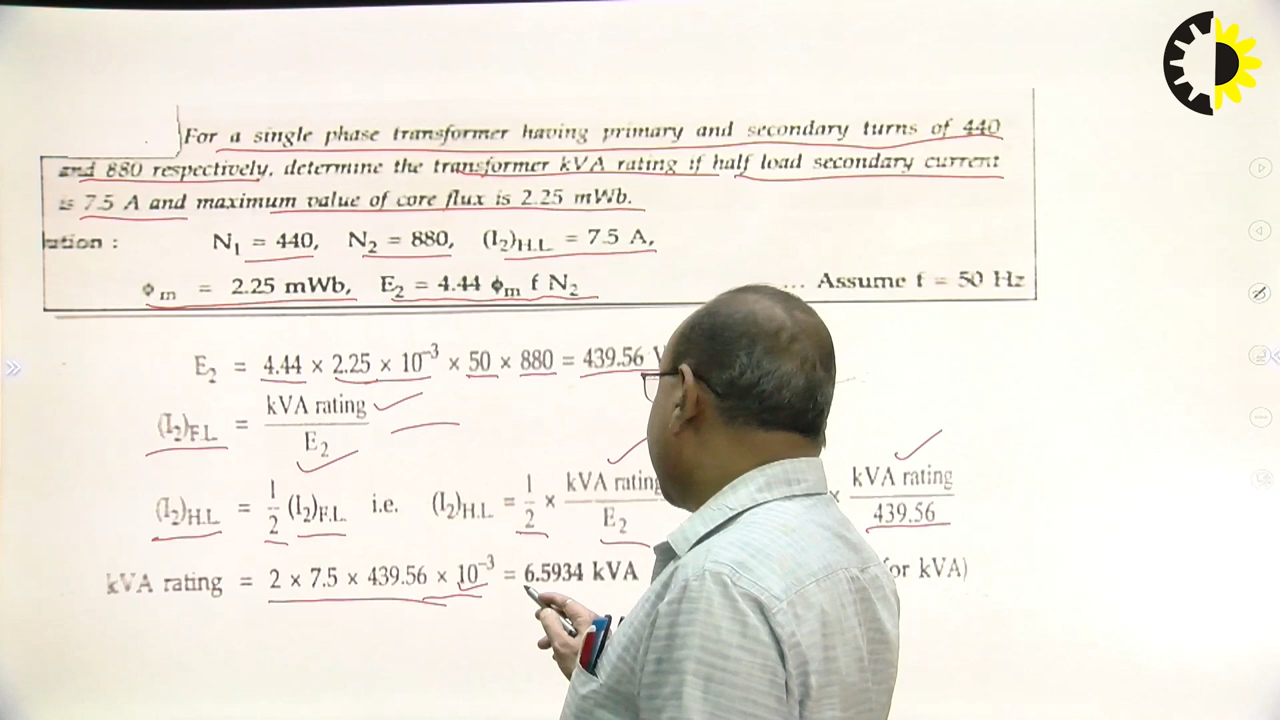 For a single phase transformer having primary and secondary turns of 440
and 880 respectively, determine the transformer kVA rating if half load secondary current
is 7.5 A and maximum value of core flux is 2.25 mWb.
ution : N₁ = 440, N₂ = 880, (I₂)H.L. = 7.5 A,
ϕm = 2.25 mWb, E₂ = 4.44 ϕm f N₂ ... Assume f = 50 Hz
E₂ = 4.44 × 2.25 × 10⁻³ × 50 × 880 = 439.56 V
(I₂)F.L. = kVA rating / E₂
(I₂)H.L. = 1/2 (I₂)F.L. i.e. (I₂)H.L. = 1/2 × kVA rating / E₂ × kVA rating / 439.56
kVA rating = 2 × 7.5 × 439.56 × 10⁻³ = 6.5934 kVA for kVA)